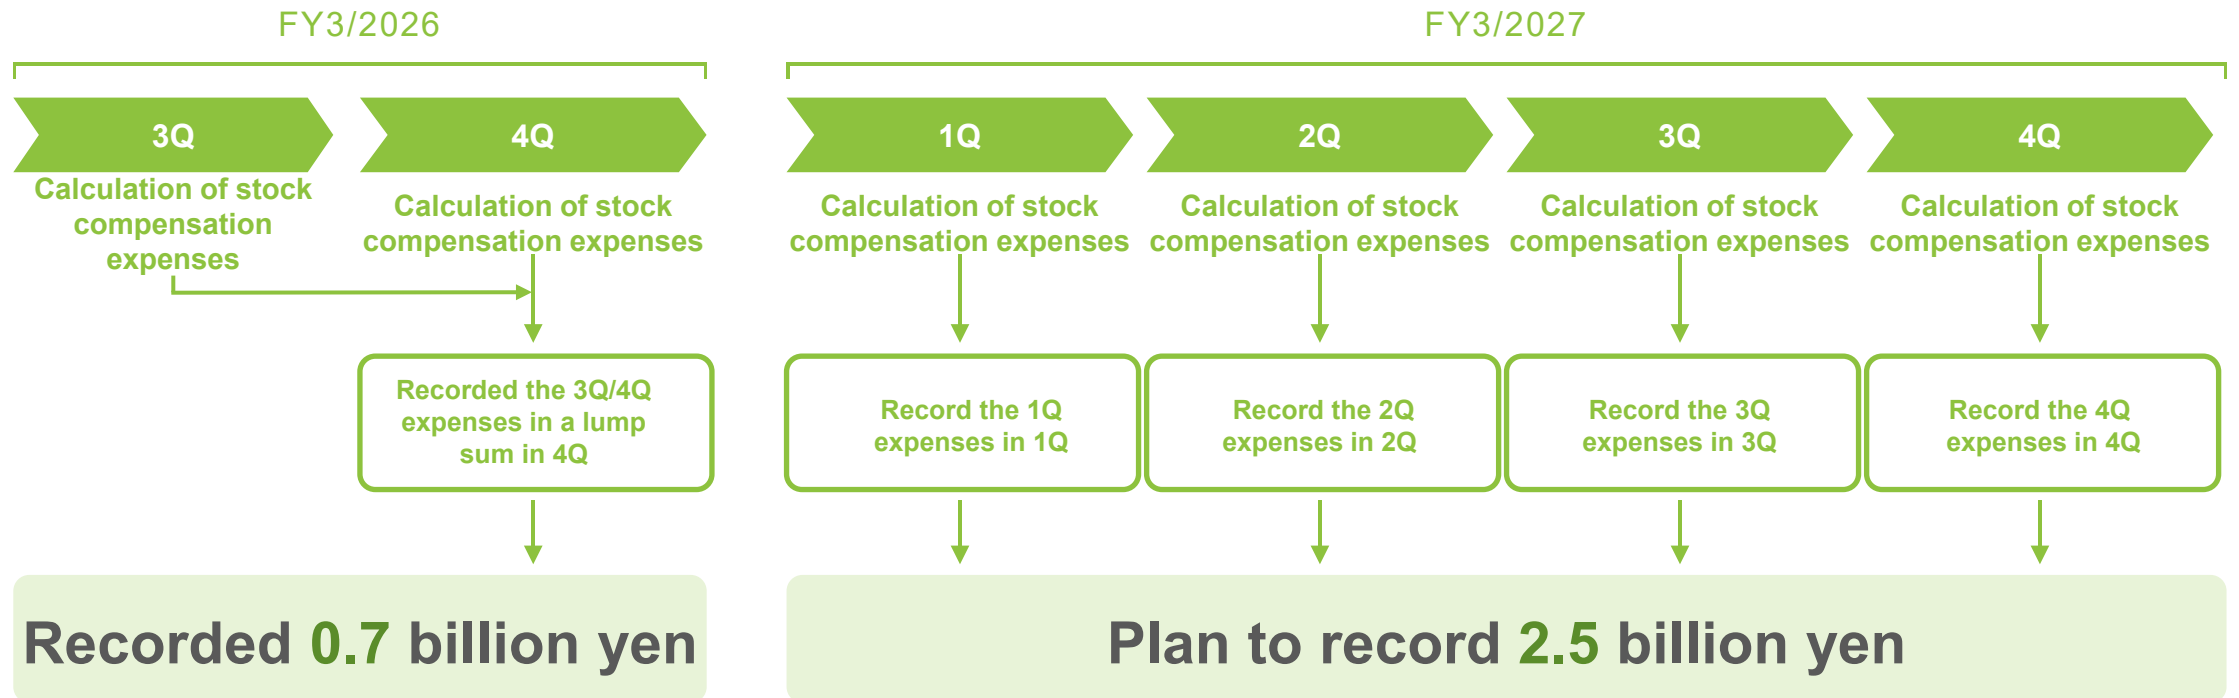 FY3/2026
FY3/2027
3Q
4Q
1Q
2Q
3Q
4Q
Calculation of stock
compensation
expenses
Calculation of stock
compensation expenses
Calculation of stock
compensation expenses
Calculation of stock
compensation expenses
Calculation of stock
compensation expenses
Calculation of stock
compensation expenses
Recorded the 3Q/4Q
expenses in a lump
sum in 4Q
Record the 1Q
expenses in 1Q
Record the 2Q
expenses in 2Q
Record the 3Q
expenses in 3Q
Record the 4Q
expenses in 4Q
Recorded 0.7 billion yen
Plan to record 2.5 billion yen